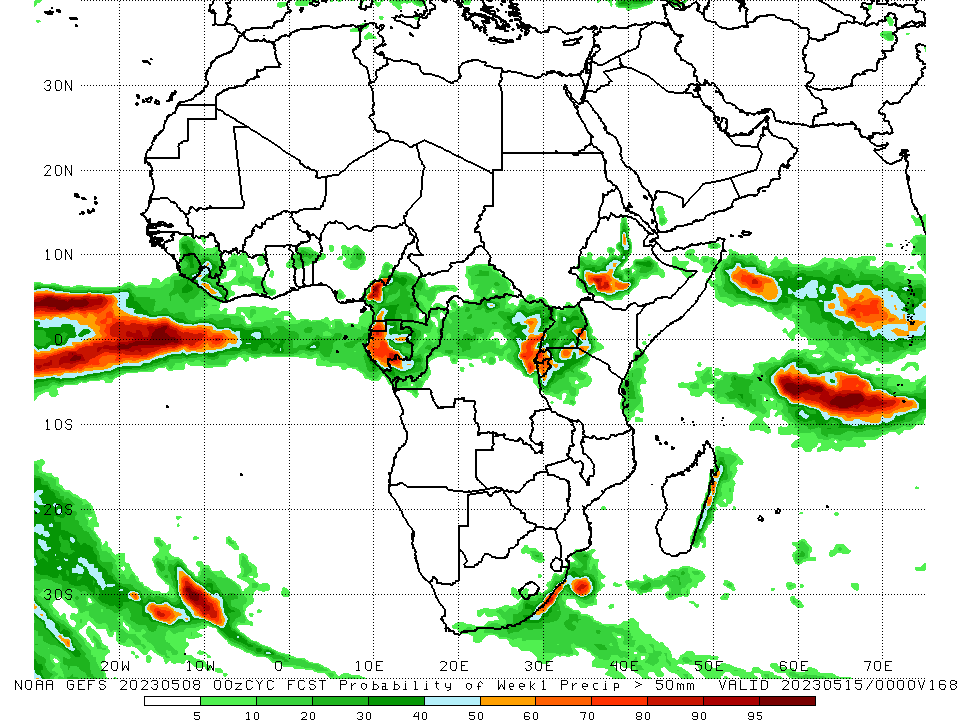 30N
20N
10N
0
10S
20S
30S
20W 10W 0 10E 20E 30E 40E 50E 60E 70E
NOAA GEFS 20230508 00zCYC FCST Probability of Week1 Precip > 50mm VALID 20230515/0000V168
5 10 20 30 40 50 60 70 80 90 95